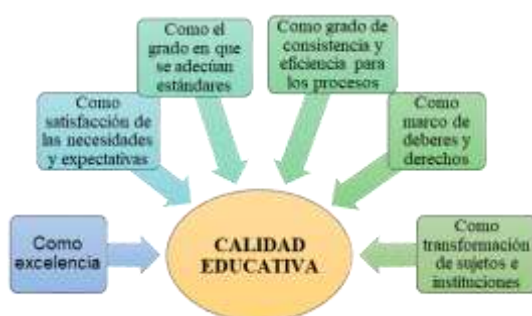 Como el
grado en que
se adecúan
estándares
Como grado de
consistencia y
eficiencia para
los procesos
Como
satisfacción de
las necesidades
y expectativas
Como
marco de
deberes y
derechos
Como
excelencia
CALIDAD
EDUCATIVA
Como
transformación
de sujetos e
instituciones